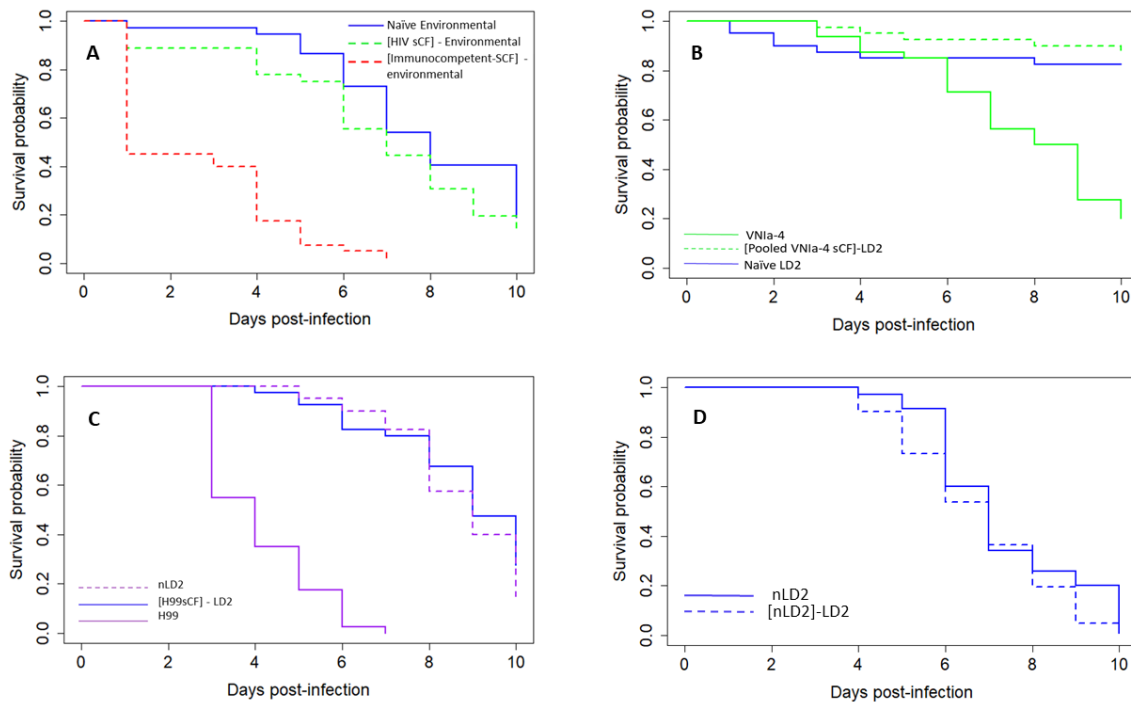 A
Naïve Environmental
[HIV sCF] - Environmental
[Immunocompetent-SCF] -
environmental
Survival probability
0.0 0.2 0.4 0.6 0.8 1.0
0 2 4 6 8 10
Days post-infection
B
VNIa-4
[Pooled VNIa-4 sCF]-LD2
Naïve LD2
Survival probability
0.0 0.2 0.4 0.6 0.8 1.0
0 2 4 6 8 10
Days post-infection
C
nLD2
[H99sCF] - LD2
H99
Survival probability
0.0 0.2 0.4 0.6 0.8 1.0
0 2 4 6 8 10
Days post-infection
D
nLD2
[nLD2]-LD2
Survival probability
0.0 0.2 0.4 0.6 0.8 1.0
0 2 4 6 8 10
Days post-infection